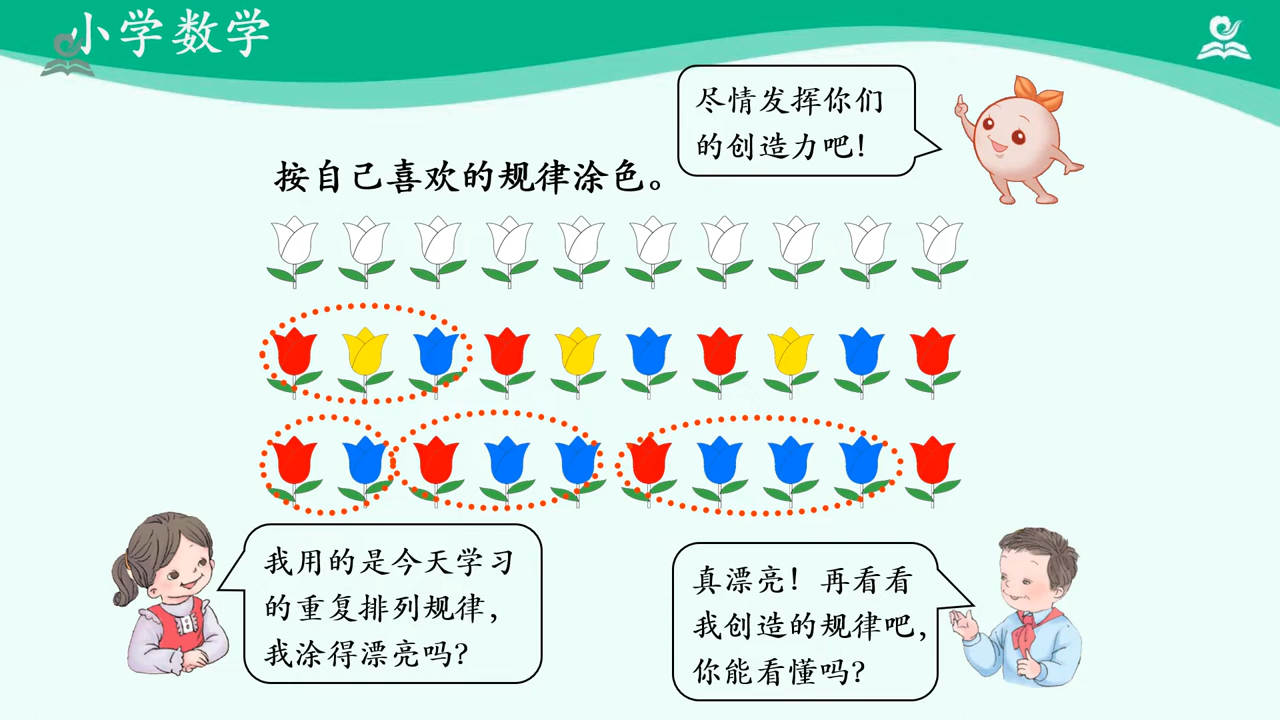 小学数学
尽情发挥你们
的创造力吧！
按自己喜欢的规律涂色。
我用的是今天学习
的重复排列规律，
我涂得漂亮吗？
真漂亮！再看看
我创造的规律吧，
你能看懂吗？